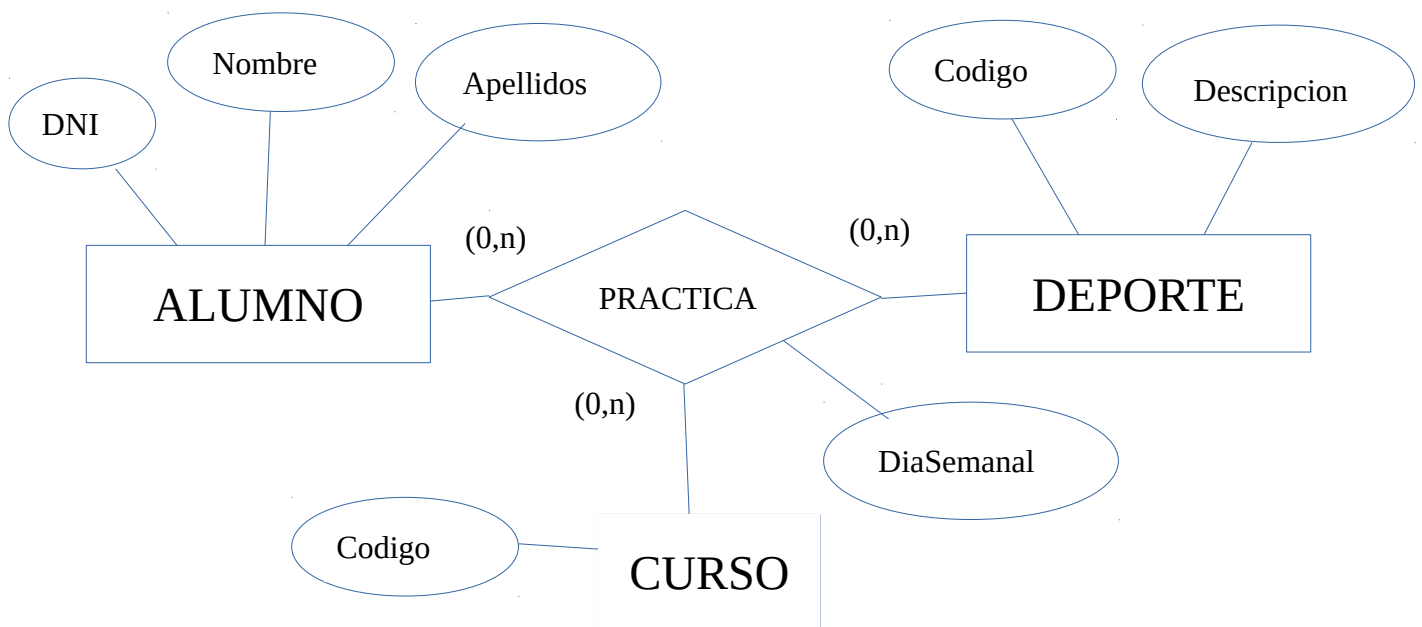 Nombre
Apellidos
DNI
Codigo
Descripcion
(0,n)
(0,n)
ALUMNO
PRACTICA
DEPORTE
(0,n)
DiaSemanal
Codigo
CURSO